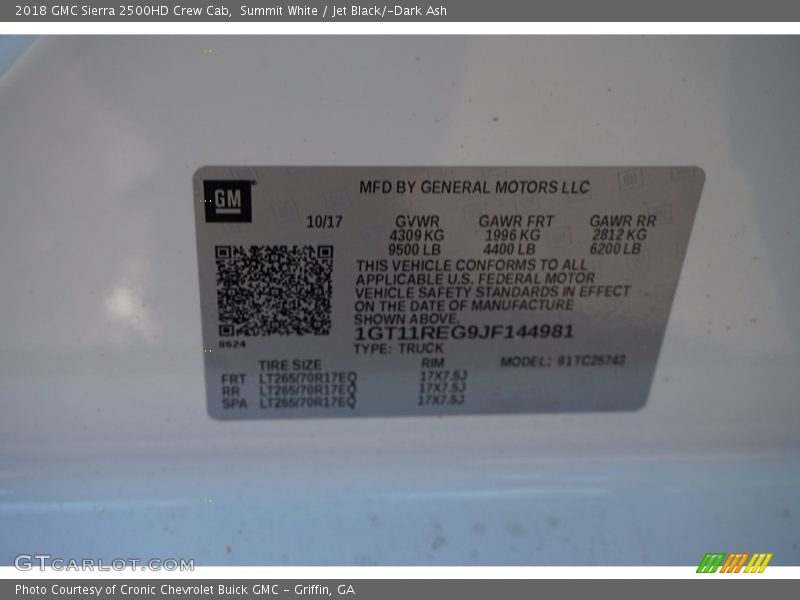 2018 GMC Sierra 2500HD Crew Cab,  Summit White / Jet Black/­-Dark Ash
GM
MFD BY GENERAL MOTORS LLC
10/17 GVWR GAWR FRT GAWR RR
4309 KG 1996 KG 2812 KG
9500 LB 4400 LB 6200 LB
THIS VEHICLE CONFORMS TO ALL
APPLICABLE U.S. FEDERAL MOTOR
VEHICLE SAFETY STANDARDS IN EFFECT
ON THE DATE OF MANUFACTURE
SHOWN ABOVE.
1GT11REG9JF144981
8624
TYPE: TRUCK
TIRE SIZE RIM MODEL: 91TC25743
FRT LT265/70R17EQ 17X7.5J
RR LT265/70R17EQ 17X7.5J
SPA LT265/70R17EQ 17X7.5J
GTCARLOT.COM
Photo Courtesy of Cronic Chevrolet Buick GMC - Griffin, GA